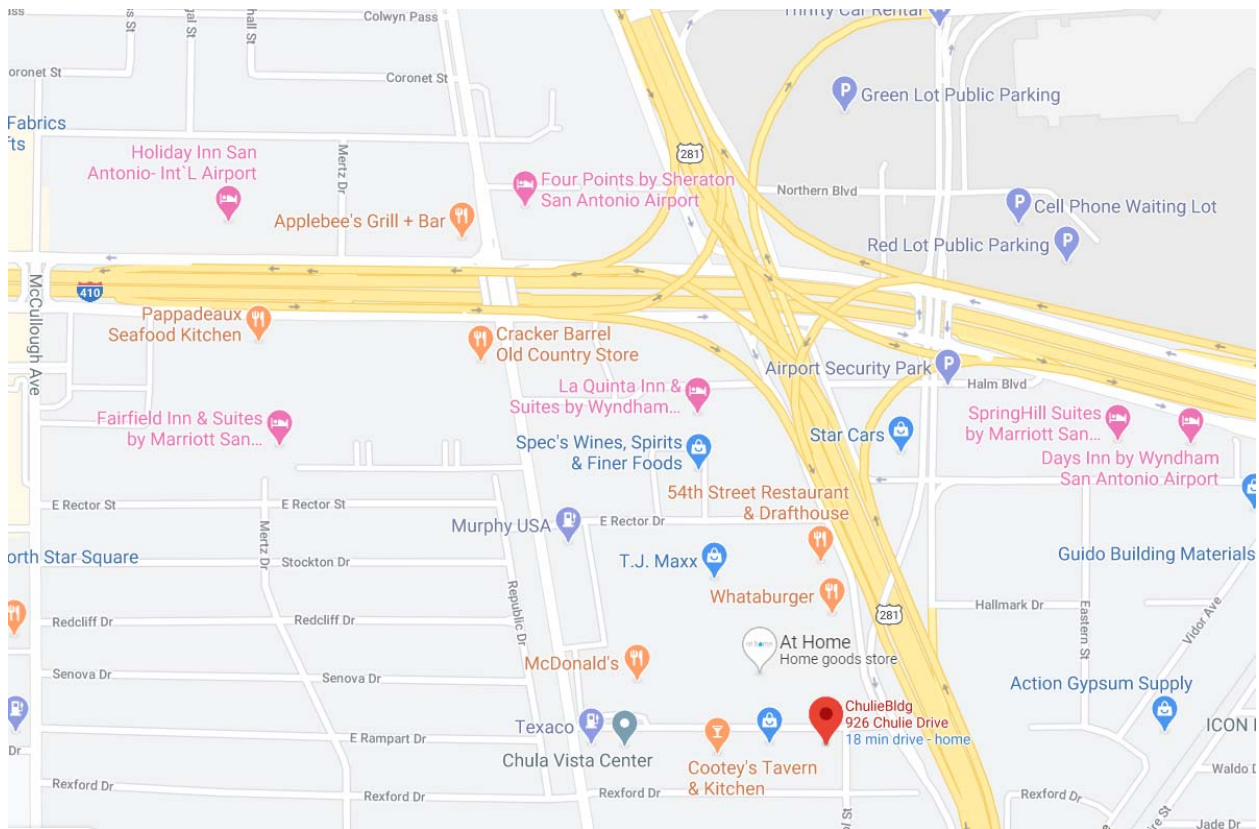 Colwyn Pass
Thrifty Car Rental
Coronet St
Coronet St
Green Lot Public Parking
Fabrics
Holiday Inn San
Antonio- Int`L Airport
Mertz Dr
281
Four Points by Sheraton
San Antonio Airport
Northern Blvd
Cell Phone Waiting Lot
Applebee's Grill + Bar
Red Lot Public Parking
McCullough Ave
410
Pappadeaux
Seafood Kitchen
Cracker Barrel
Old Country Store
Airport Security Park
Halm Blvd
La Quinta Inn &
Suites by Wyndham...
Fairfield Inn & Suites
by Marriott San...
Star Cars
SpringHill Suites
by Marriott San...
Spec's Wines, Spirits
& Finer Foods
Days Inn by Wyndham
San Antonio Airport
E Rector St
E Rector St
54th Street Restaurant
& Drafthouse
Murphy USA
E Rector Dr
Mertz Dr
orth Star Square
Stockton Dr
T.J. Maxx
Guido Building Materials
Republic Dr
Whataburger
281
Hallmark Dr
Eastern St
Vidor Ave
Redcliff Dr
Redcliff Dr
At Home
Home goods store
McDonald's
Senova Dr
Senova Dr
Action Gypsum Supply
ChulieBldg
926 Chulie Drive
18 min drive - home
Texaco
ICON
E Rampart Dr
Dr
Chula Vista Center
Cootey's Tavern
& Kitchen
Waldo D
Rexford Dr
Rexford Dr
Rexford Dr
Rexford Dr
Jade Dr